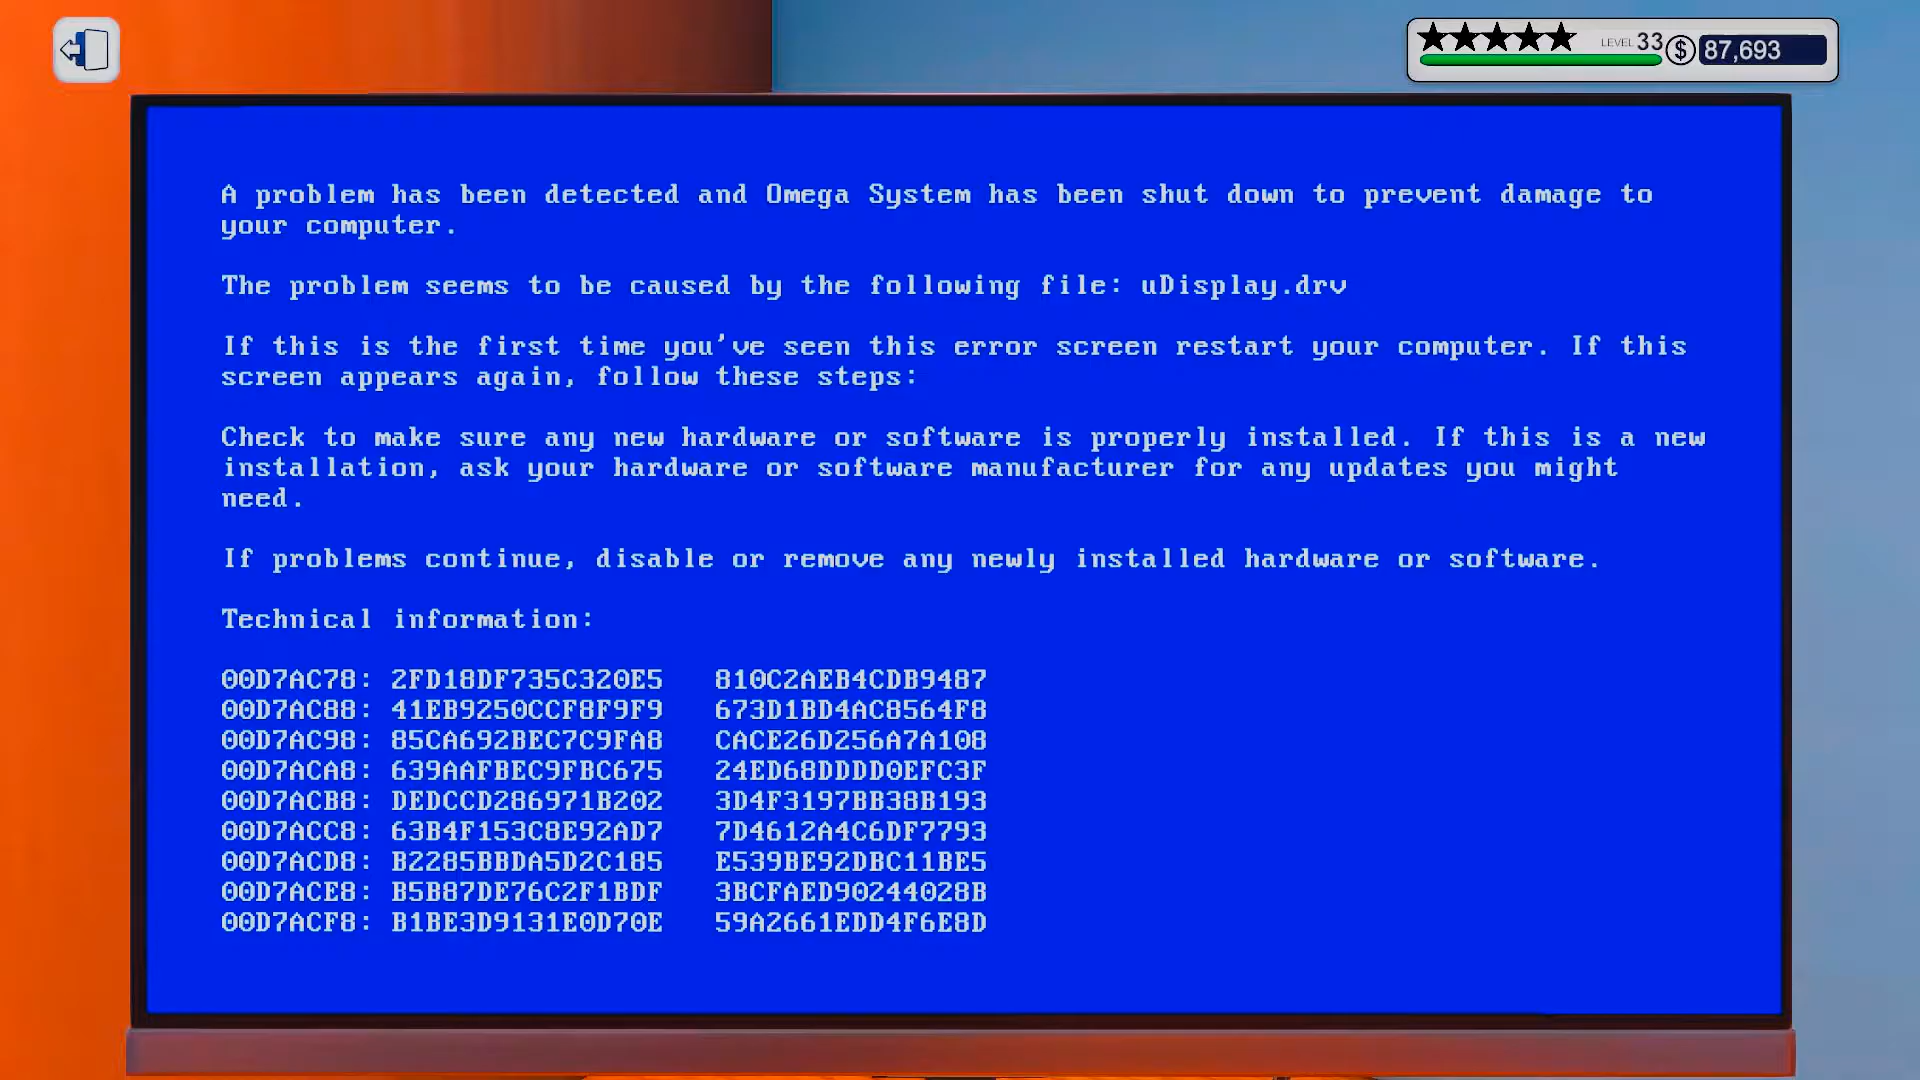 LEVEL 33 $ 87,693
A problem has been detected and Omega System has been shut down to prevent damage to
your computer.
The problem seems to be caused by the following file: uDisplay.drv
If this is the first time you've seen this error screen restart your computer. If this
screen appears again, follow these steps:
Check to make sure any new hardware or software is properly installed. If this is a new
installation, ask your hardware or software manufacturer for any updates you might
need.
If problems continue, disable or remove any newly installed hardware or software.
Technical information:
00D7AC78: 2FD18DF735C320E5 810C2AEB4CDB9487
00D7AC88: 41EB9250CCF8F9F9 673D1BD4AC8564F8
00D7AC98: 85CA692BEC7C9FA8 CACE26D256A7A108
00D7ACA8: 639AAFBEC9FBC675 24ED68DDDD0EFC3F
00D7ACB8: DEDCCD286971B202 3D4F3197BB38B193
00D7ACC8: 63B4F153C8E92AD7 7D4612A4C6DF7793
00D7ACD8: B2285BBDA5D2C185 E539BE92DBC11BE5
00D7ACE8: B5B87DE76C2F1BDF 3BCFAED90244028B
00D7ACF8: B1BE3D9131E0D70E 59A2661EDD4F6E8D